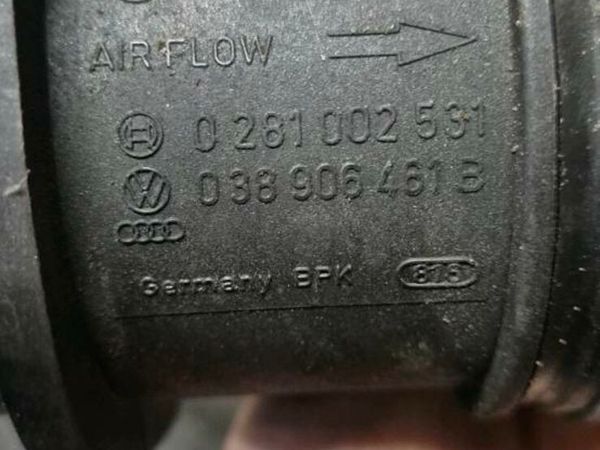 AIR FLOW
0 281 002 531
038 906 461 B
Germany BPK 876